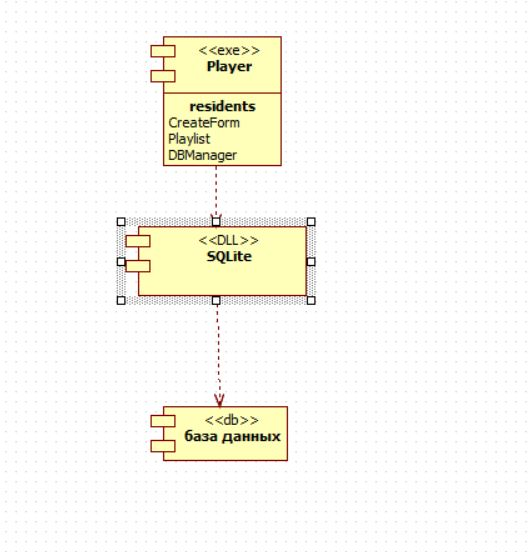 <<exe>>
Player
residents
CreateForm
Playlist
DBManager
<<DLL>>
SQLite
<<db>>
база данных